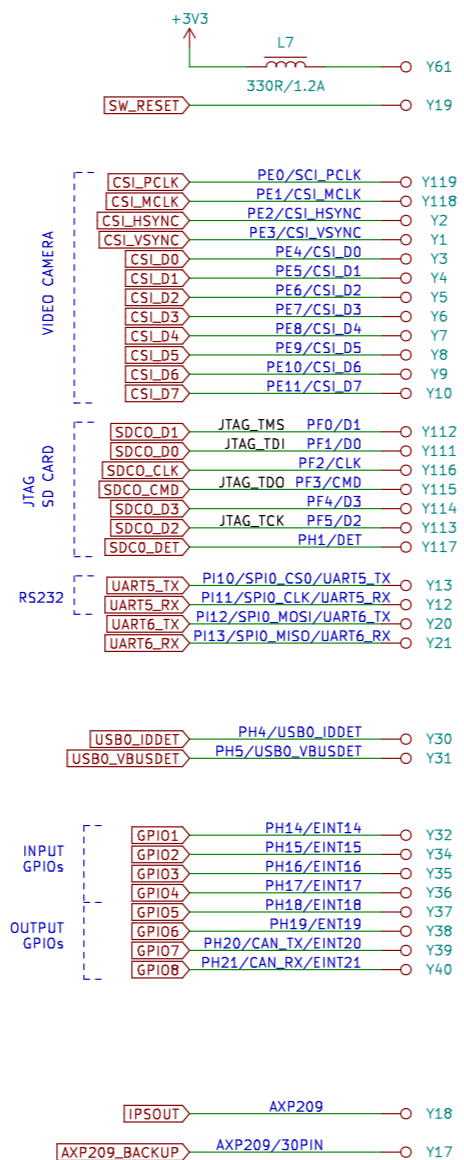 +3V3
L7
330R/1.2A
Y61
SW_RESET Y19
VIDEO CAMERA
CSI_PCLK PE0/SCI_PCLK Y119
CSI_MCLK PE1/CSI_MCLK Y118
CSI_HSYNC PE2/CSI_HSYNC Y2
CSI_VSYNC PE3/CSI_VSYNC Y1
CSI_D0 PE4/CSI_D0 Y3
CSI_D1 PE5/CSI_D1 Y4
CSI_D2 PE6/CSI_D2 Y5
CSI_D3 PE7/CSI_D3 Y6
CSI_D4 PE8/CSI_D4 Y7
CSI_D5 PE9/CSI_D5 Y8
CSI_D6 PE10/CSI_D6 Y9
CSI_D7 PE11/CSI_D7 Y10
JTAG
SD CARD
SDC0_D1 JTAG_TMS PF0/D1 Y112
SDC0_D0 JTAG_TDI PF1/D0 Y111
SDC0_CLK PF2/CLK Y116
SDC0_CMD JTAG_TDO PF3/CMD Y115
SDC0_D3 PF4/D3 Y114
SDC0_D2 JTAG_TCK PF5/D2 Y113
SDC0_DET PH1/DET Y117
RS232
UART5_TX PI10/SPI0_CS0/UART5_TX Y13
UART5_RX PI11/SPI0_CLK/UART5_RX Y12
UART6_TX PI12/SPI0_MOSI/UART6_TX Y20
UART6_RX PI13/SPI0_MISO/UART6_RX Y21
USB0_IDDET PH4/USB0_IDDET Y30
USB0_VBUSDET PH5/USB0_VBUSDET Y31
INPUT
GPIOs
GPIO1 PH14/EINT14 Y32
GPIO2 PH15/EINT15 Y34
GPIO3 PH16/EINT16 Y35
GPIO4 PH17/EINT17 Y36
OUTPUT
GPIOs
GPIO5 PH18/EINT18 Y37
GPIO6 PH19/ENT19 Y38
GPIO7 PH20/CAN_TX/EINT20 Y39
GPIO8 PH21/CAN_RX/EINT21 Y40
IPSOUT AXP209 Y18
AXP209_BACKUP AXP209/30PIN Y17